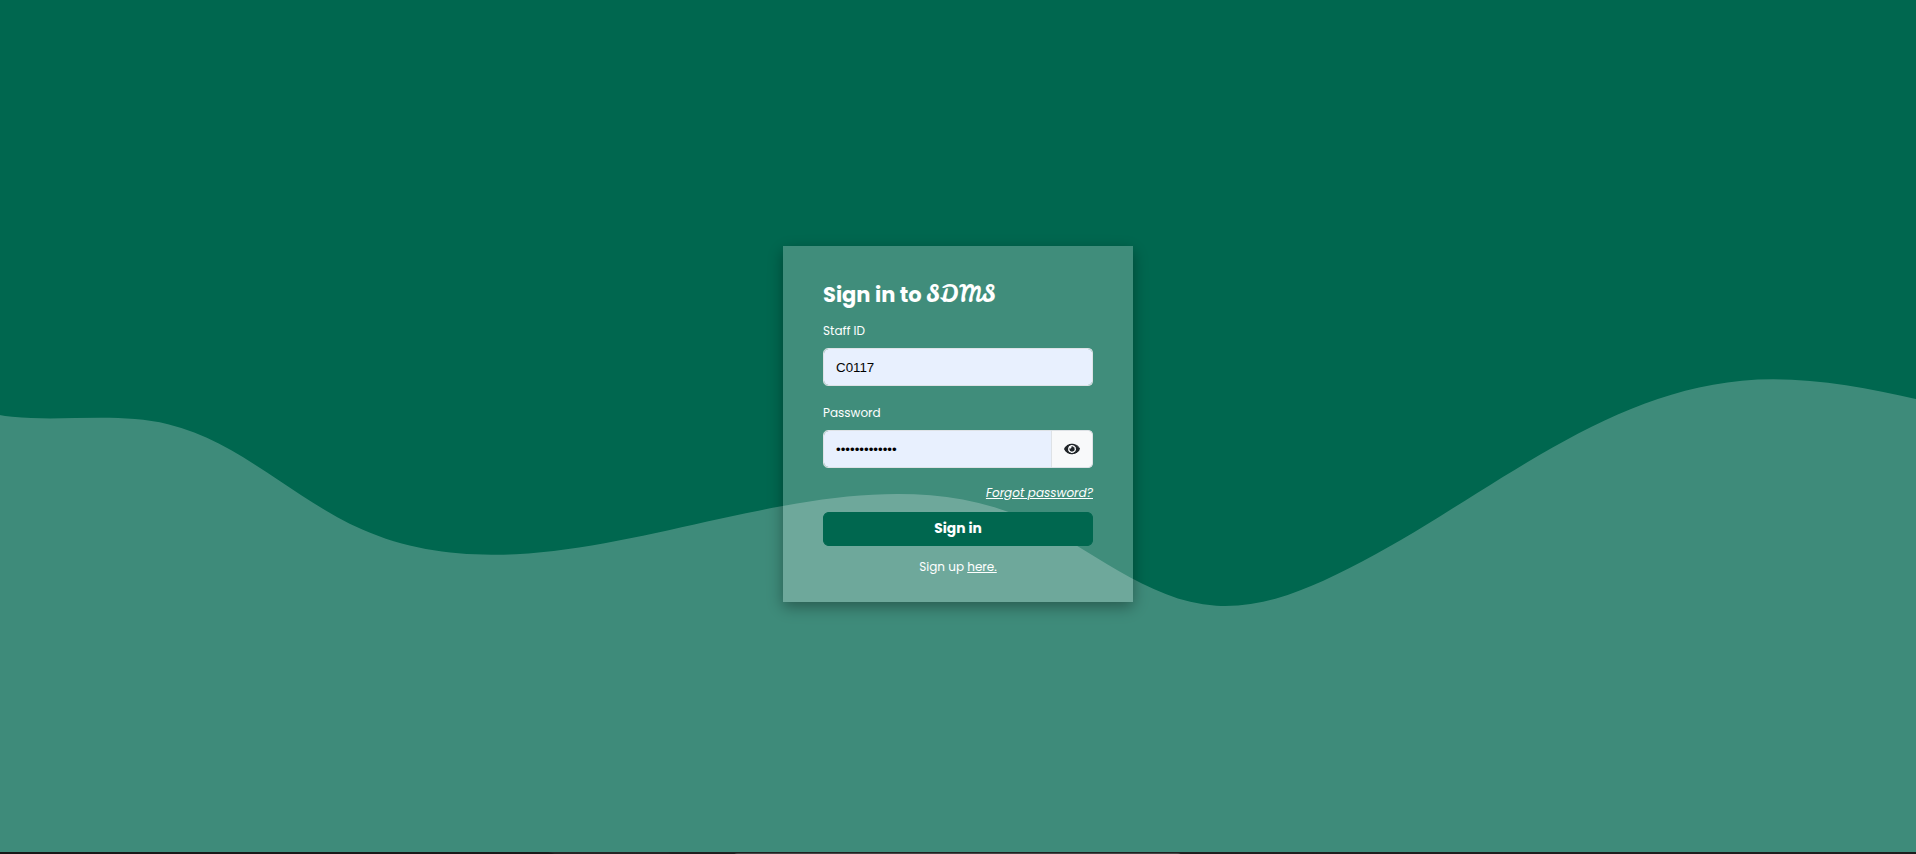 Sign in to SDMS
Staff ID
C0117
Password
•••••••••••••
Forgot password?
Sign in
Sign up here.